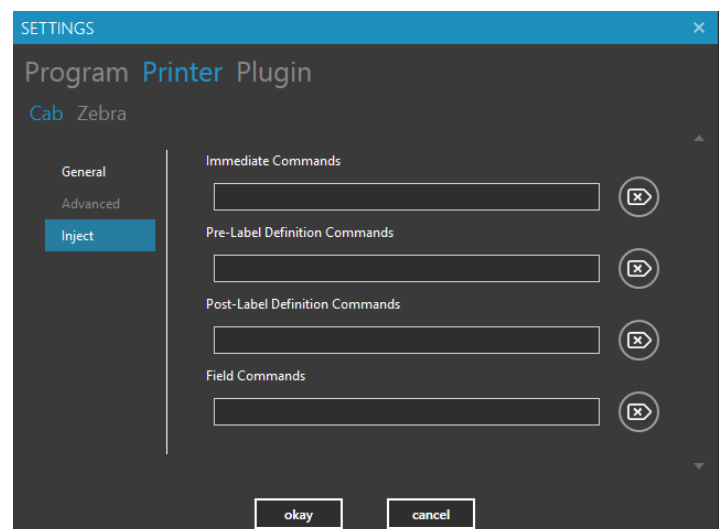 SETTINGS
Program Printer Plugin
Cab Zebra
General
Advanced
Inject
Immediate Commands
Pre-Label Definition Commands
Post-Label Definition Commands
Field Commands
okay cancel